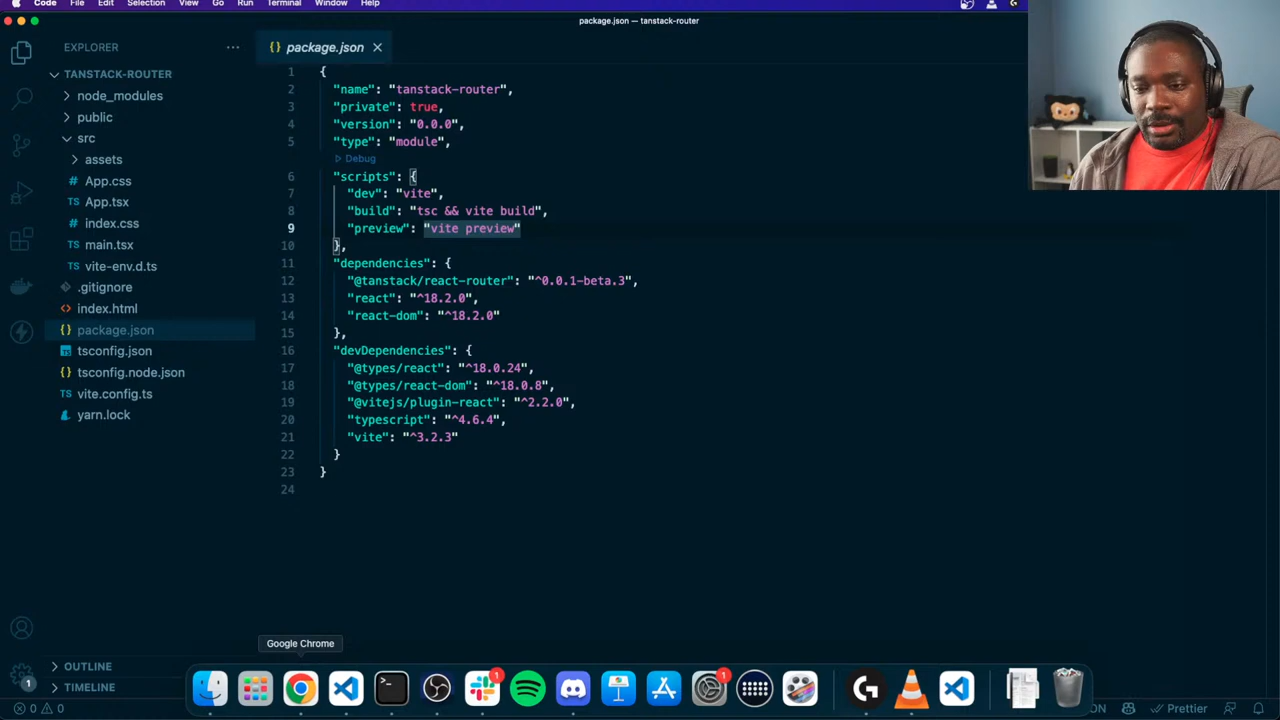 Code File Edit Selection View Go Run Terminal Window Help
package.json — tanstack-router
EXPLORER
TANSTACK-ROUTER
node_modules
public
src
assets
App.css
App.tsx
index.css
main.tsx
vite-env.d.ts
.gitignore
index.html
package.json
tsconfig.json
tsconfig.node.json
vite.config.ts
yarn.lock
OUTLINE
TIMELINE
{} package.json
1 {
2 "name": "tanstack-router",
3 "private": true,
4 "version": "0.0.0",
5 "type": "module",
Debug
6 "scripts": {
7 "dev": "vite",
8 "build": "tsc && vite build",
9 "preview": "vite preview"
10 },
11 "dependencies": {
12 "@tanstack/react-router": "^0.0.1-beta.3",
13 "react": "^18.2.0",
14 "react-dom": "^18.2.0"
15 },
16 "devDependencies": {
17 "@types/react": "^18.0.24",
18 "@types/react-dom": "^18.0.8",
19 "@vitejs/plugin-react": "^2.2.0",
20 "typescript": "^4.6.4",
21 "vite": "^3.2.3"
22 }
23 }
24
Google Chrome
1
1
1
0 0
ON
Prettier